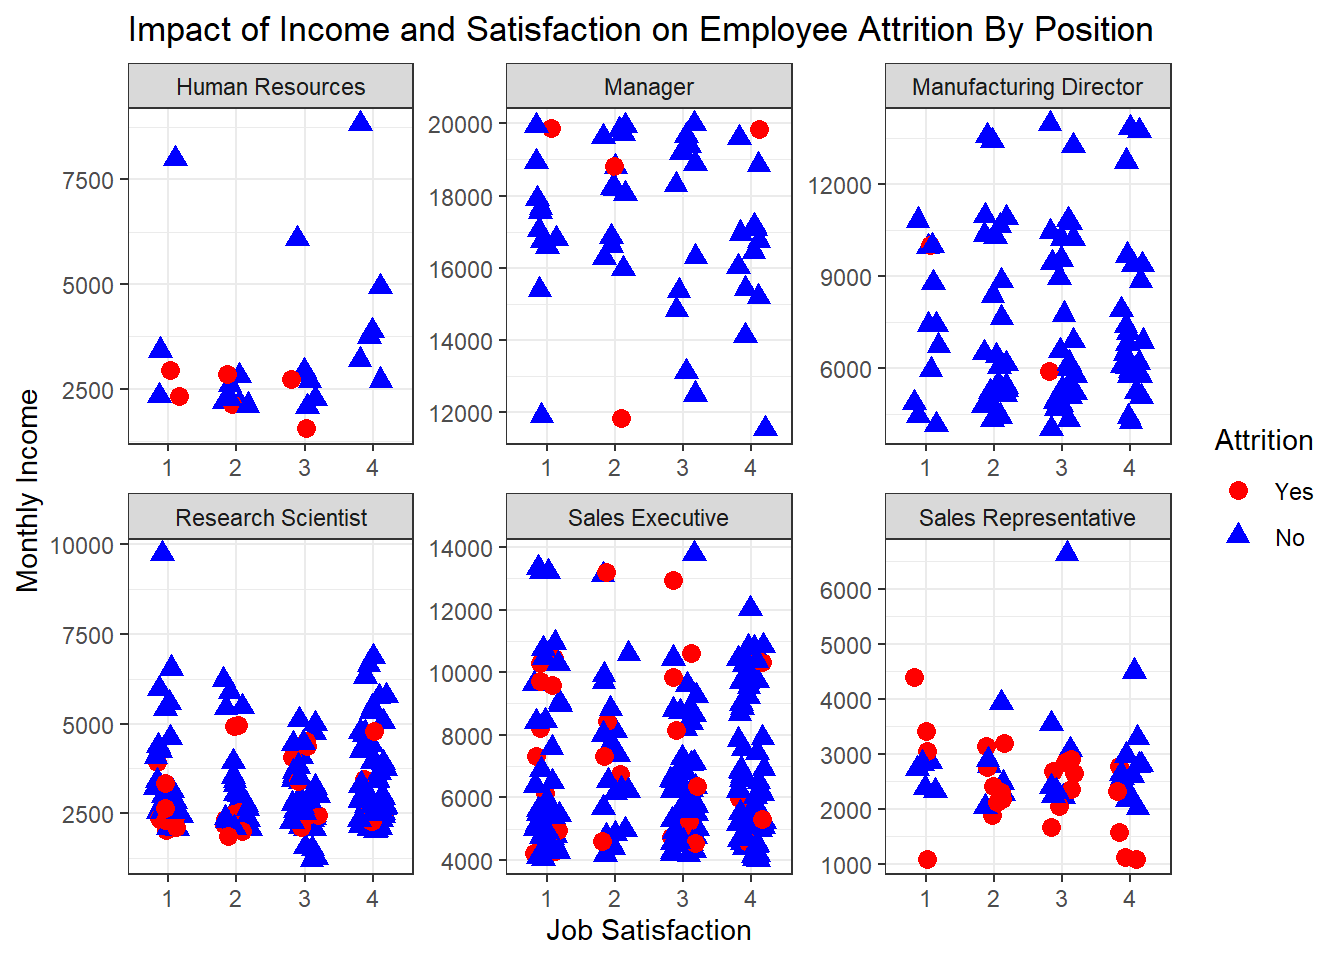 Impact of Income and Satisfaction on Employee Attrition By Position
Human Resources
Manager
Manufacturing Director
7500
5000
2500
1 2 3 4
20000
18000
16000
14000
12000
1 2 3 4
12000
9000
6000
1 2 3 4
Research Scientist
Sales Executive
Sales Representative
10000
7500
5000
2500
1 2 3 4
14000
12000
10000
8000
6000
4000
1 2 3 4
6000
5000
4000
3000
2000
1000
1 2 3 4
Monthly Income
Job Satisfaction
Attrition
Yes
No